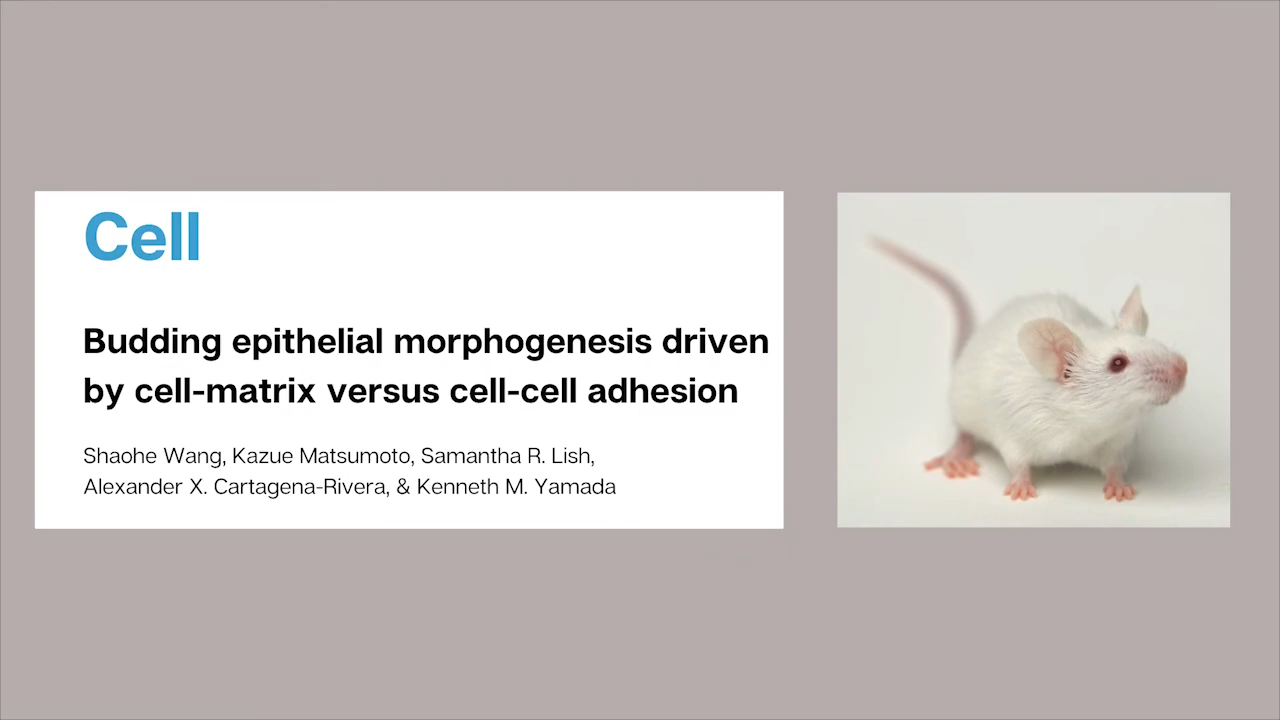 Cell
Budding epithelial morphogenesis driven
by cell-matrix versus cell-cell adhesion
Shaohe Wang, Kazue Matsumoto, Samantha R. Lish,
Alexander X. Cartagena-Rivera, & Kenneth M. Yamada